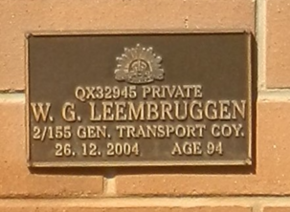 QX32945 PRIVATE
W. G. LEEMBRUGGEN
2/155 GEN. TRANSPORT COY.
26. 12. 2004 AGE 94